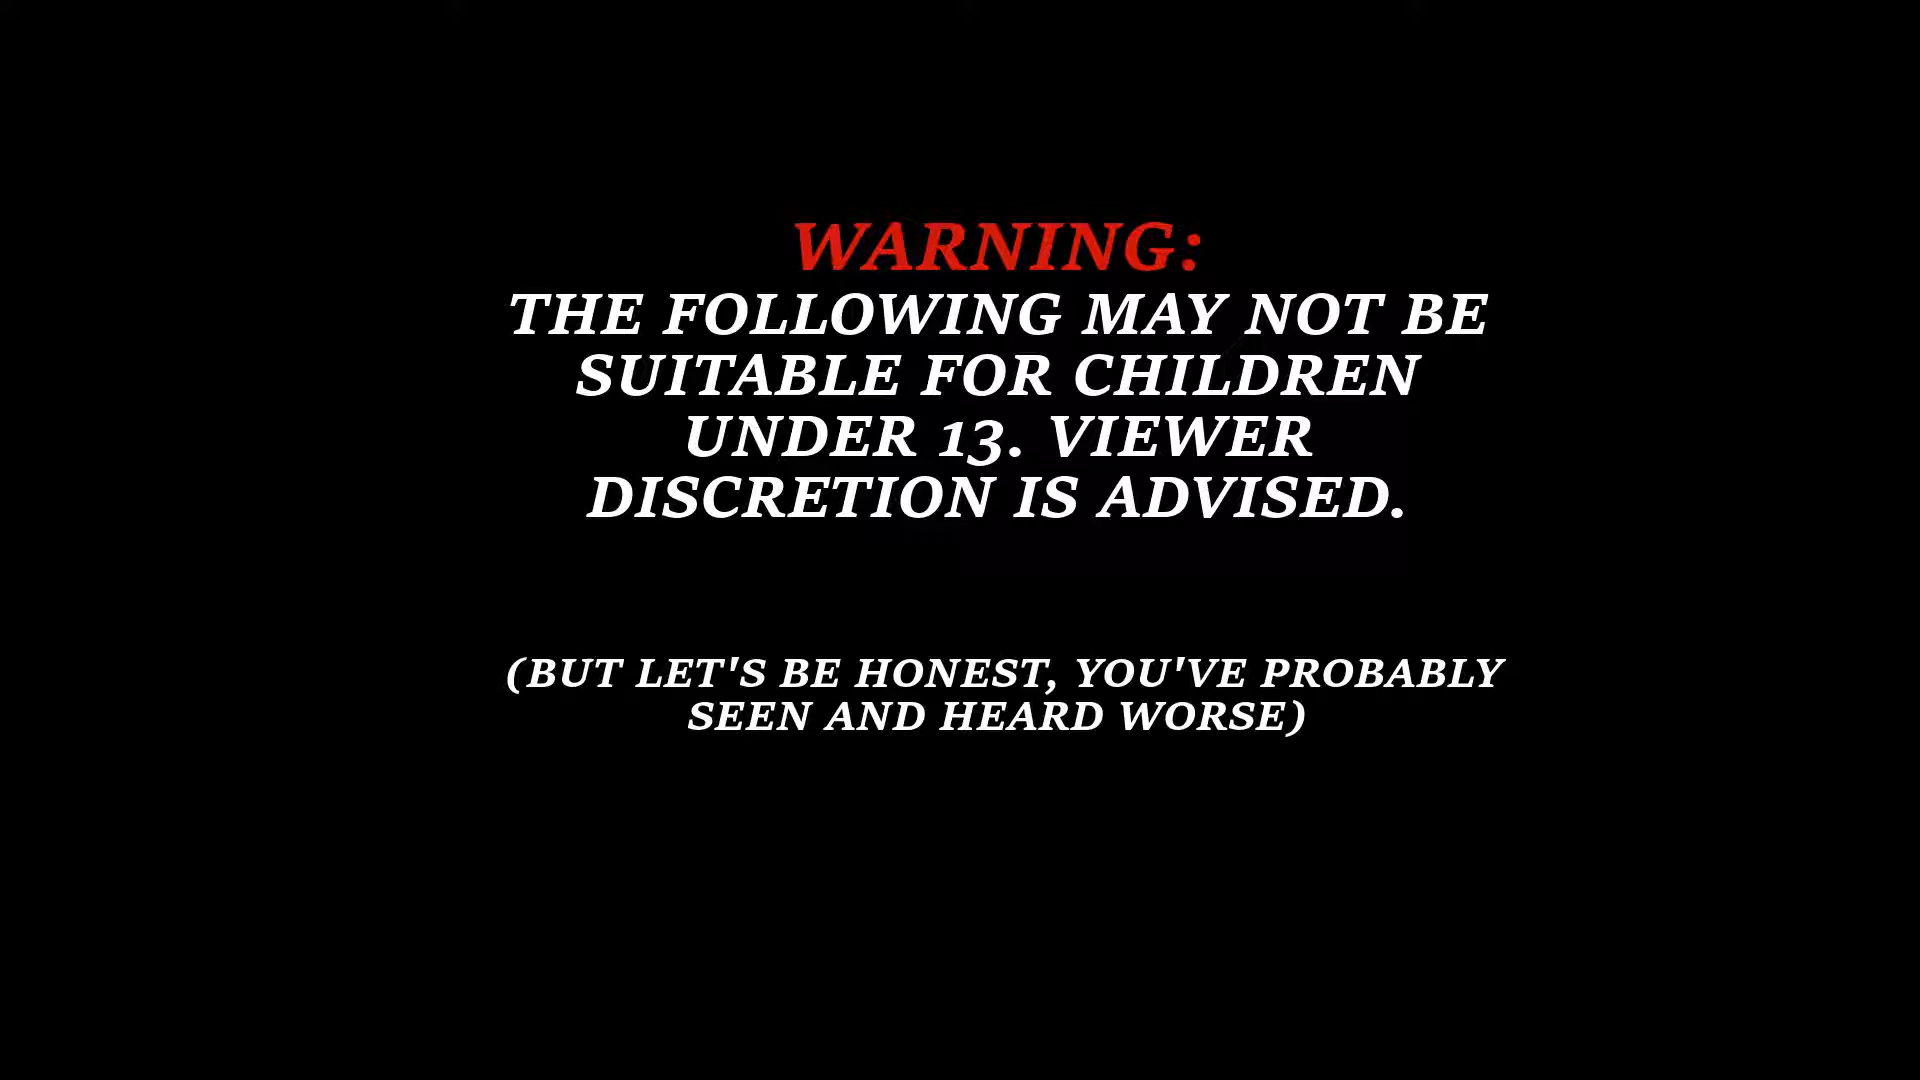 WARNING:
THE FOLLOWING MAY NOT BE
SUITABLE FOR CHILDREN
UNDER 13. VIEWER
DISCRETION IS ADVISED.
(BUT LET'S BE HONEST, YOU'VE PROBABLY
SEEN AND HEARD WORSE)